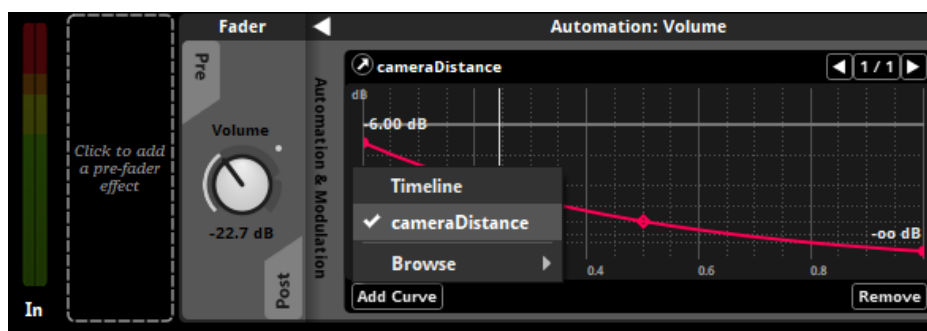 Fader
Automation: Volume
Pre
cameraDistance
1 / 1
dB
-6.00 dB
Click to add
a pre-fader
effect
Volume
-22.7 dB
Automation & Modulation
Timeline
cameraDistance
Browse
-oo dB
0.4
0.6
0.8
Post
Add Curve
Remove
In